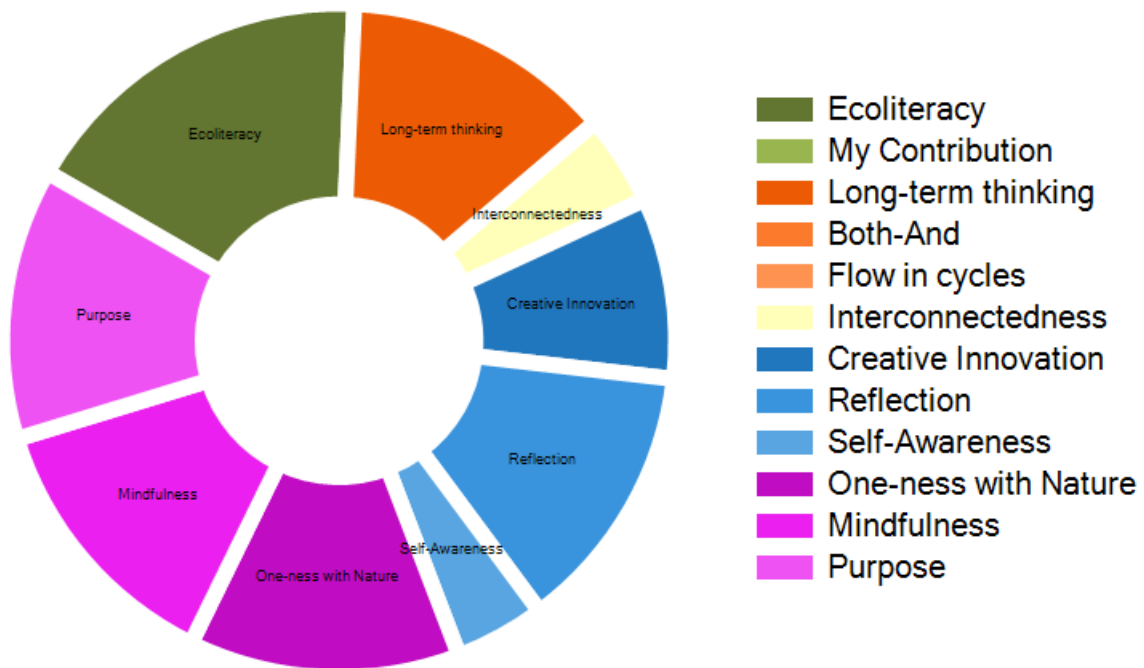 Ecoliteracy
Long-term thinking
Interconnectedness
Creative Innovation
Reflection
Self-Awareness
One-ness with Nature
Mindfulness
Purpose
Ecoliteracy
My Contribution
Long-term thinking
Both-And
Flow in cycles
Interconnectedness
Creative Innovation
Reflection
Self-Awareness
One-ness with Nature
Mindfulness
Purpose